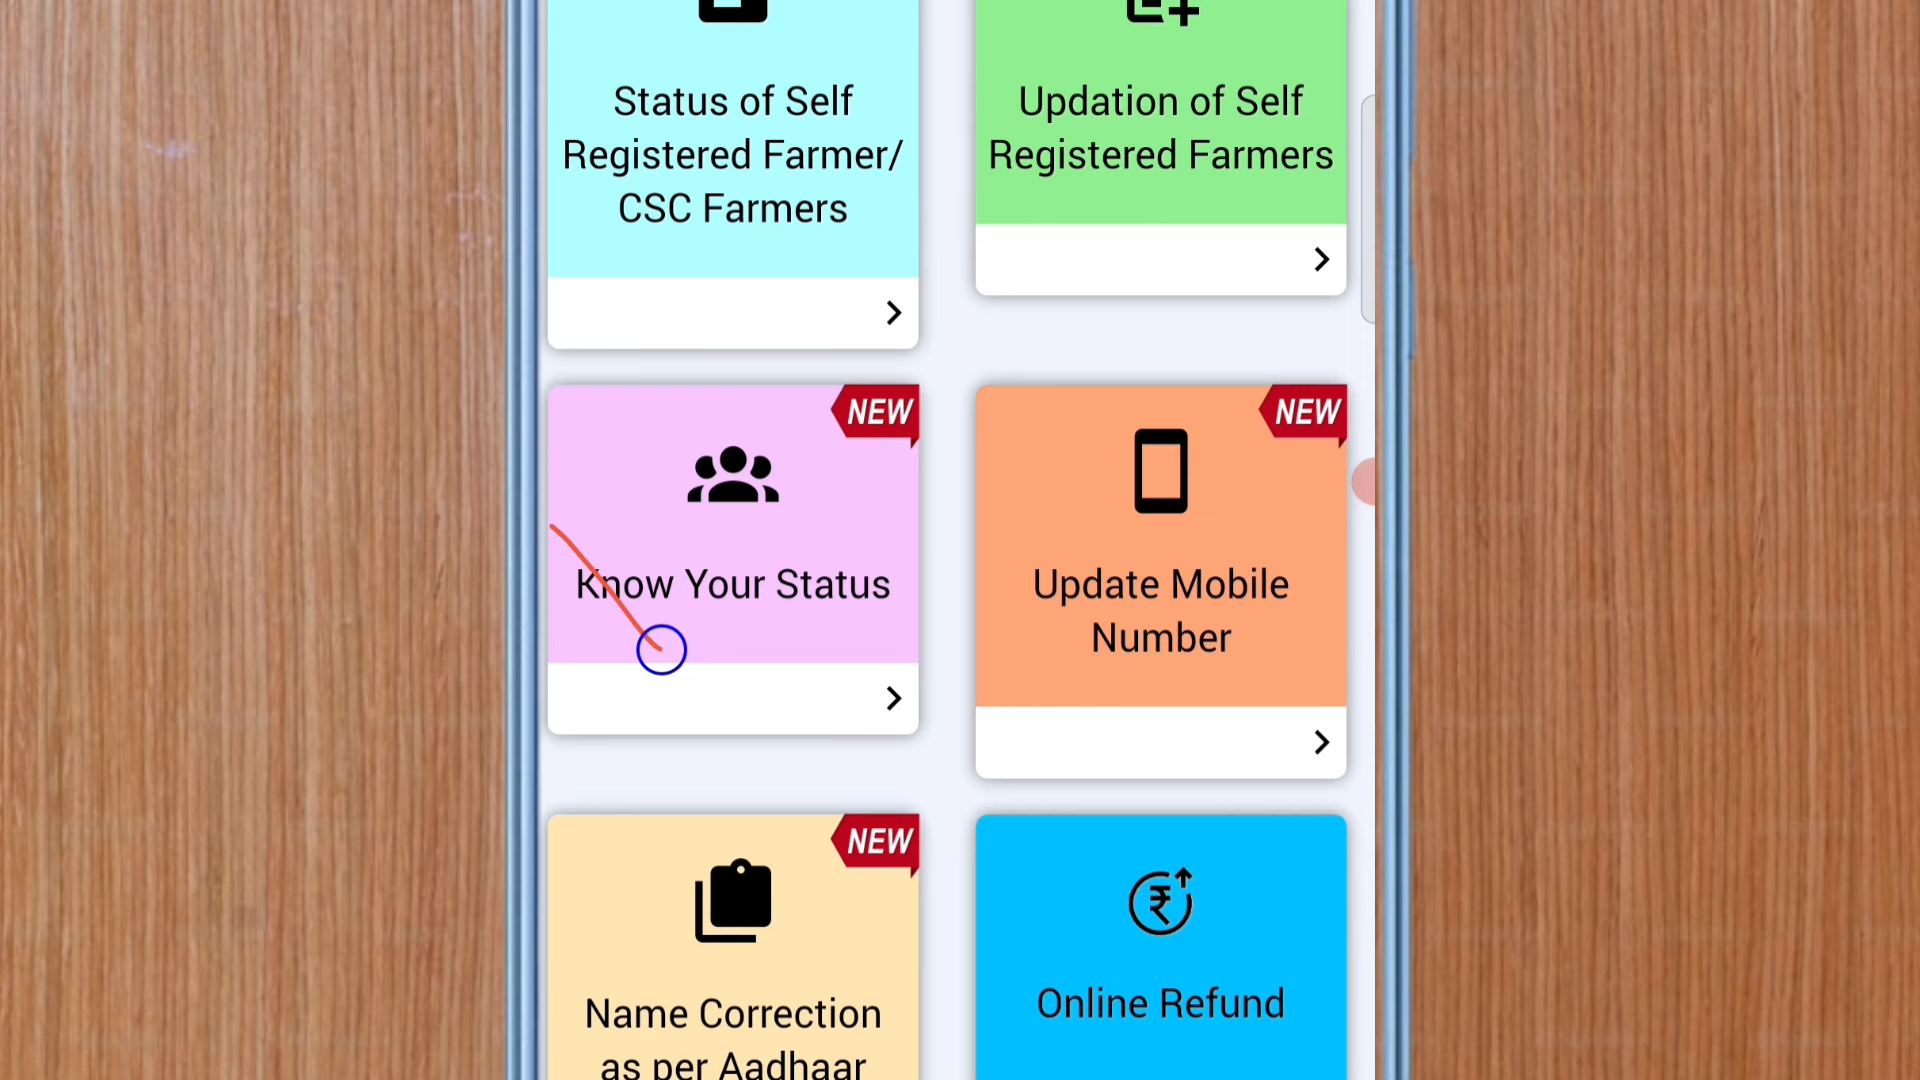 Status of Self
Registered Farmer/
CSC Farmers
Updation of Self
Registered Farmers
NEW
Know Your Status
NEW
Update Mobile
Number
NEW
Name Correction
as per Aadhaar
Online Refund